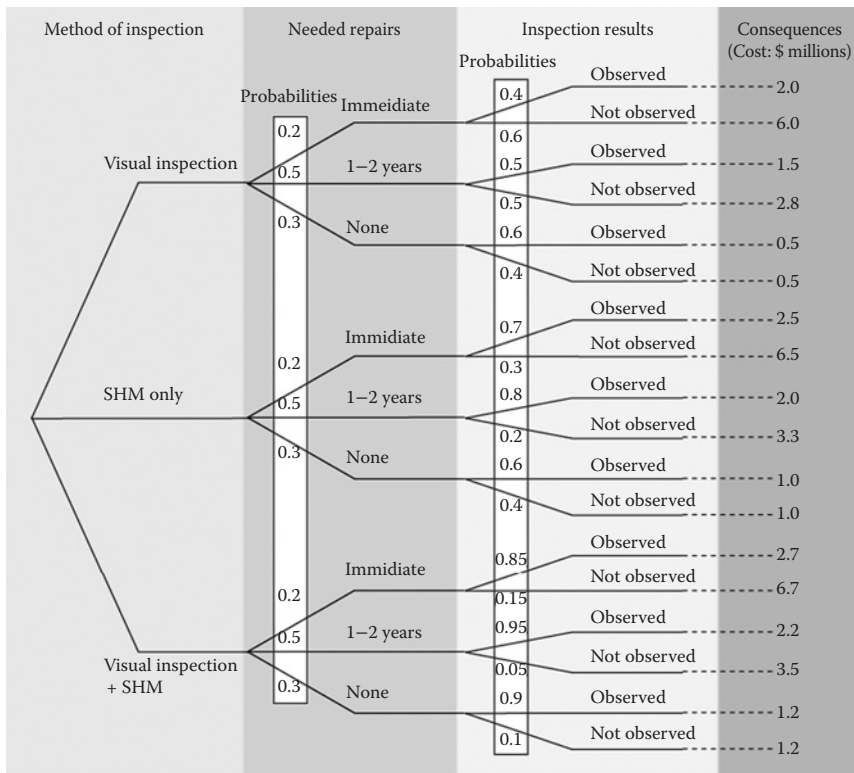 Method of inspection
Needed repairs
Inspection results
Consequences
(Cost: $ millions)
Probabilities
Probabilities
Visual inspection
0.2
0.5
0.3
Immeidiate
1–2 years
None
0.4
0.6
0.5
0.5
0.6
0.4
Observed
2.0
Not observed
6.0
Observed
1.5
Not observed
2.8
Observed
0.5
Not observed
0.5
SHM only
0.2
0.5
0.3
Immidiate
1–2 years
None
0.7
0.3
0.8
0.2
0.6
0.4
Observed
2.5
Not observed
6.5
Observed
2.0
Not observed
3.3
Observed
1.0
Not observed
1.0
Visual inspection
+ SHM
0.2
0.5
0.3
Immidiate
1–2 years
None
0.85
0.15
0.95
0.05
0.9
0.1
Observed
2.7
Not observed
6.7
Observed
2.2
Not observed
3.5
Observed
1.2
Not observed
1.2